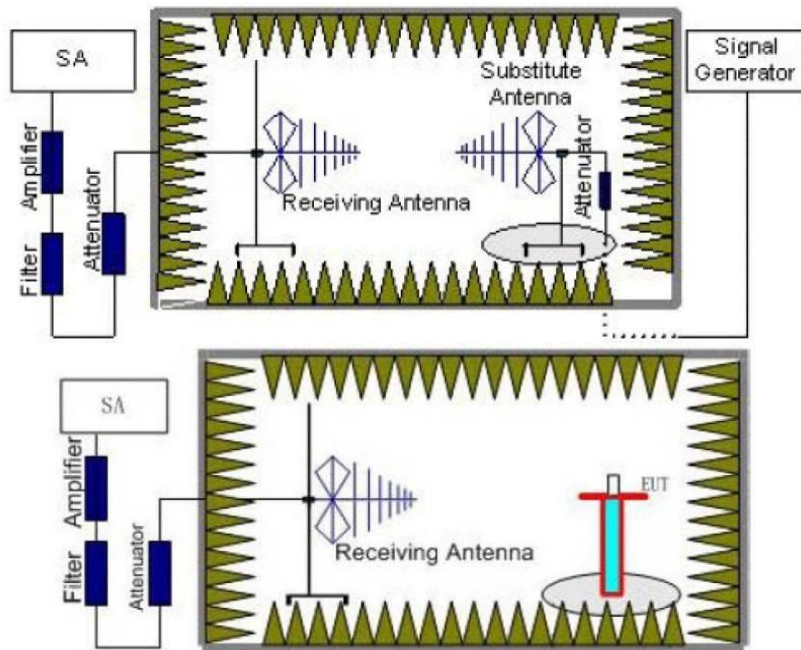 SA
Signal
Generator
Substitute
Antenna
Amplifier
Filter
Attenuator
Receiving Antenna
Attenuator
SA
Amplifier
Filter
Attenuator
Receiving Antenna
EUT